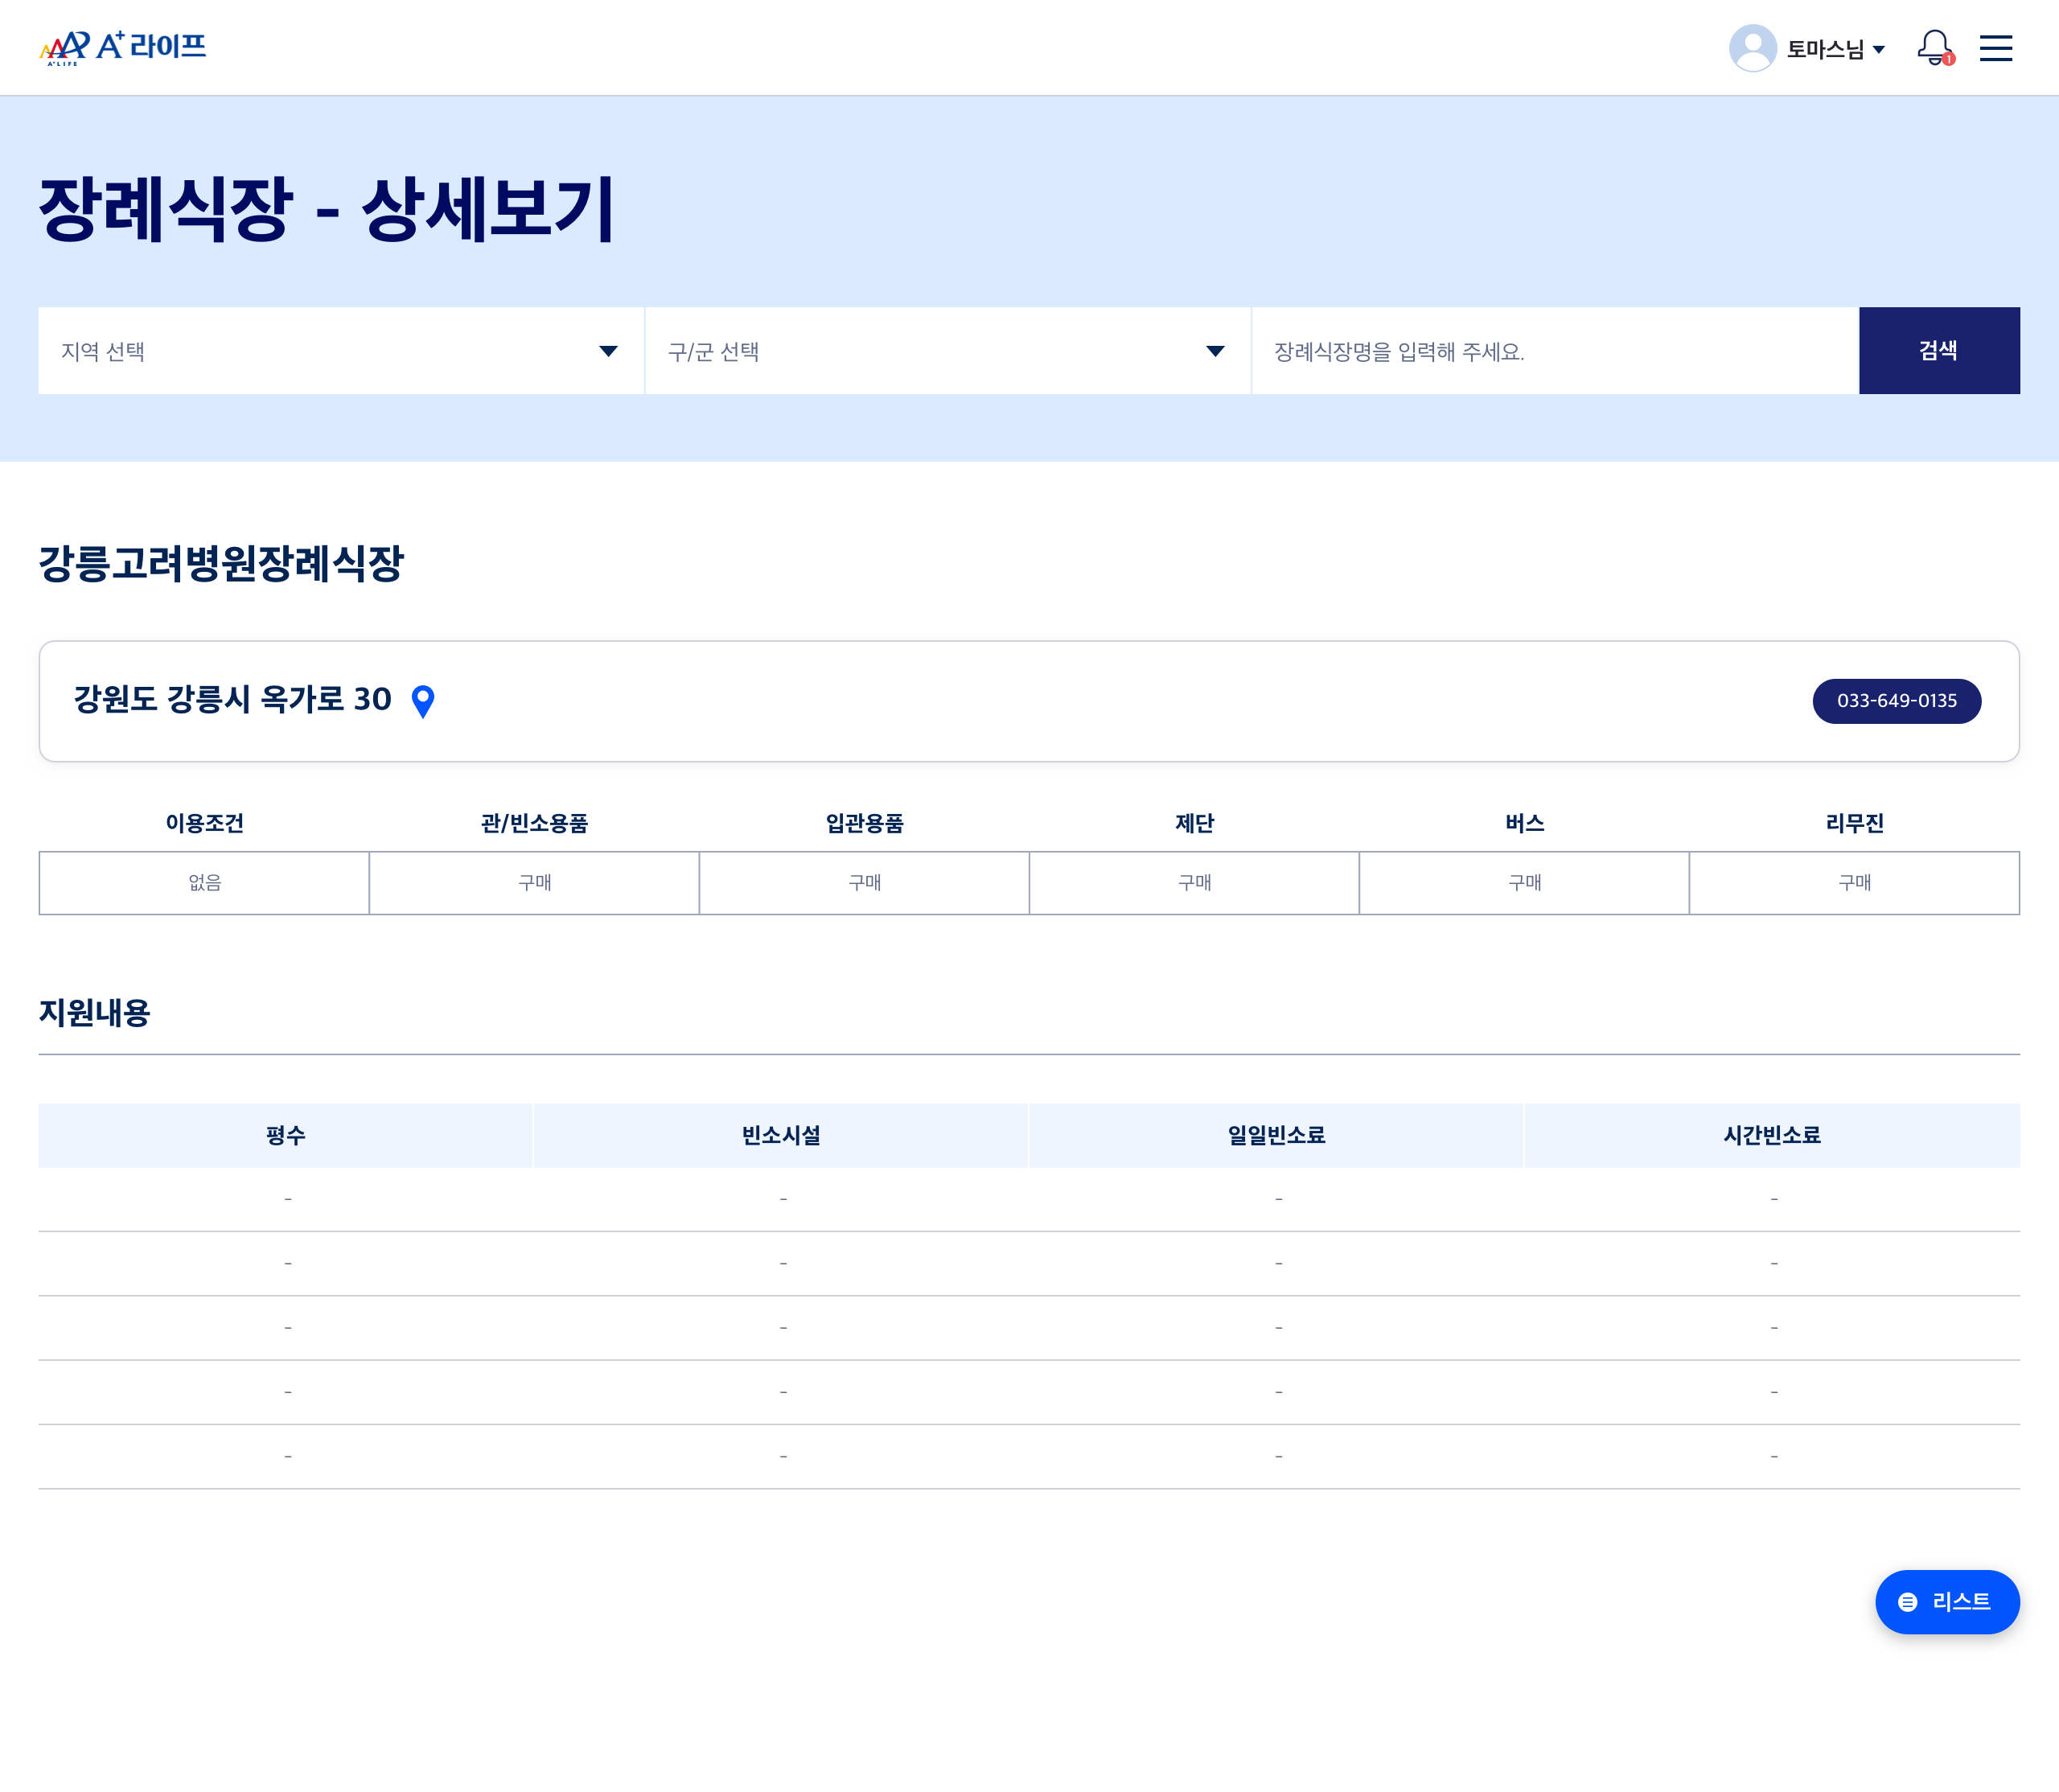 A+LIFE A+라이프
토마스님
1
장례식장 - 상세보기
지역 선택 구/군 선택 장례식장명을 입력해 주세요. 검색
강릉고려병원장례식장
강원도 강릉시 옥가로 30 033-649-0135
이용조건 관/빈소용품 입관용품 제단 버스 리무진
없음 구매 구매 구매 구매 구매
지원내용
평수 빈소시설 일일빈소료 시간빈소료
- - - -
- - - -
- - - -
- - - -
- - - -
리스트